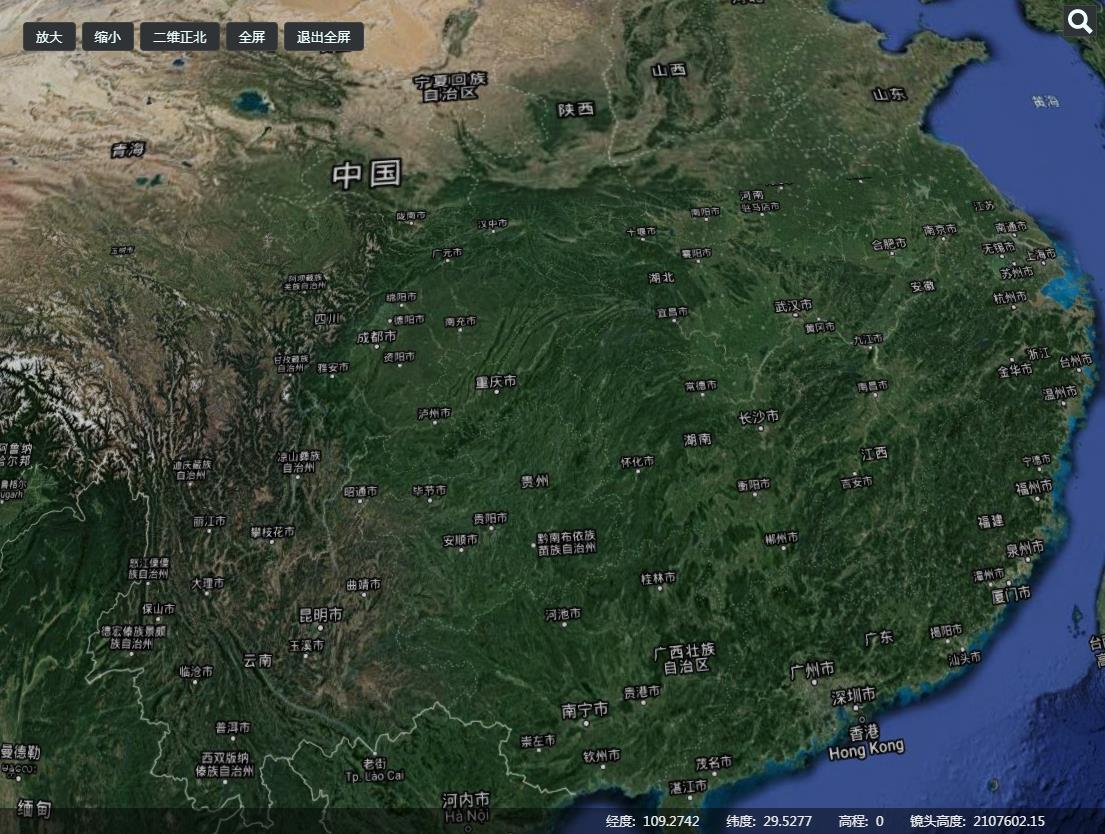 放大
缩小
二维正北
全屏
退出全屏
宁夏回族
自治区
山西
陕西
山东
黄海
青海
中国
陇南市
汉中市
河南
驻马店市
南阳市
江苏
十堰市
南京市
南通市
玉树市
广元市
襄阳市
合肥市
无锡市
上海市
阿坝藏族
羌族自治州
湖北
安徽
苏州市
绵阳市
杭州市
四川
德阳市
南充市
宜昌市
武汉市
黄冈市
成都市
九江市
甘孜藏族
自治州
雅安市
资阳市
浙江
金华市
台州市
重庆市
常德市
南昌市
温州市
泸州市
长沙市
湖南
江西
阿鲁纳
恰尔邦
迪庆藏族
自治州
凉山彝族
自治州
怀化市
宁德市
昭通市
毕节市
贵州
衡阳市
吉安市
福州市
丽江市
攀枝花市
贵阳市
安顺市
黔南布依族
苗族自治州
郴州市
福建
泉州市
怒江傈僳
族自治州
大理市
曲靖市
桂林市
漳州市
厦门市
保山市
昆明市
河池市
德宏傣族景颇
族自治州
玉溪市
云南
广西壮族
自治区
广东
揭阳市
汕头市
临沧市
广州市
贵港市
深圳市
南宁市
普洱市
崇左市
香港
Hong Kong
曼德勒
西双版纳
傣族自治州
老街
Tp. Lào Cai
钦州市
茂名市
湛江市
缅甸
河内市
Hà Nội
经度: 109.2742 纬度: 29.5277 高程: 0 镜头高度: 2107602.15